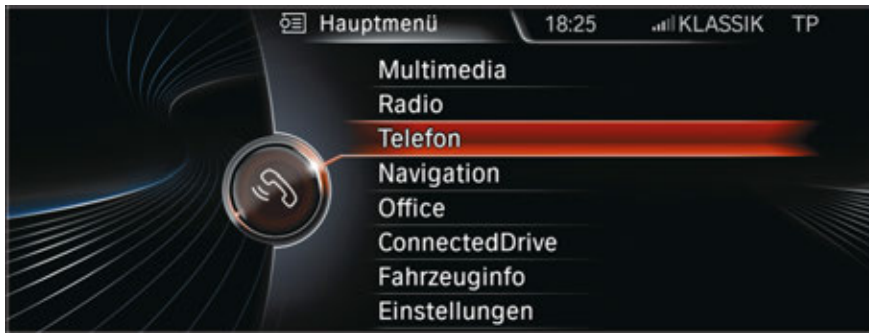 Hauptmenü 18:25 KLASSIK TP
Multimedia
Radio
Telefon
Navigation
Office
ConnectedDrive
Fahrzeuginfo
Einstellungen